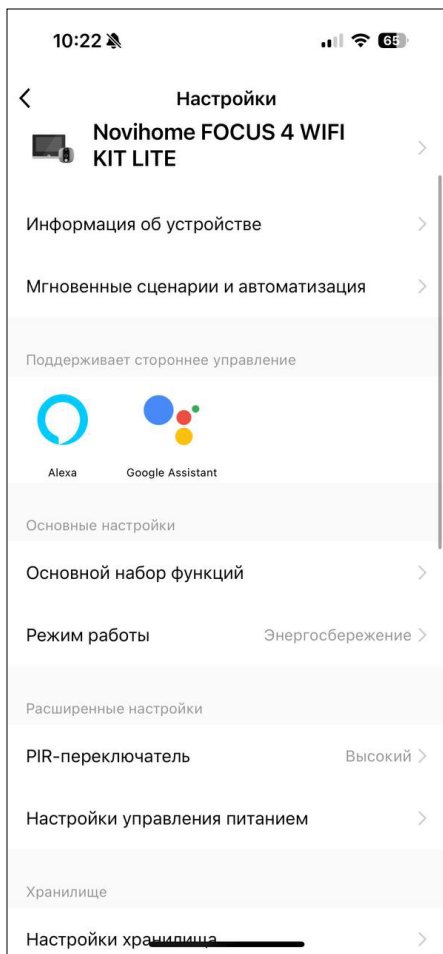 10:22
65
Настройки
Novihome FOCUS 4 WIFI
KIT LITE
Информация об устройстве
Мгновенные сценарии и автоматизация
Поддерживает стороннее управление
Alexa
Google Assistant
Основные настройки
Основной набор функций
Режим работы Энергосбережение
Расширенные настройки
PIR-переключатель Высокий
Настройки управления питанием
Хранилище
Настройки хранилища